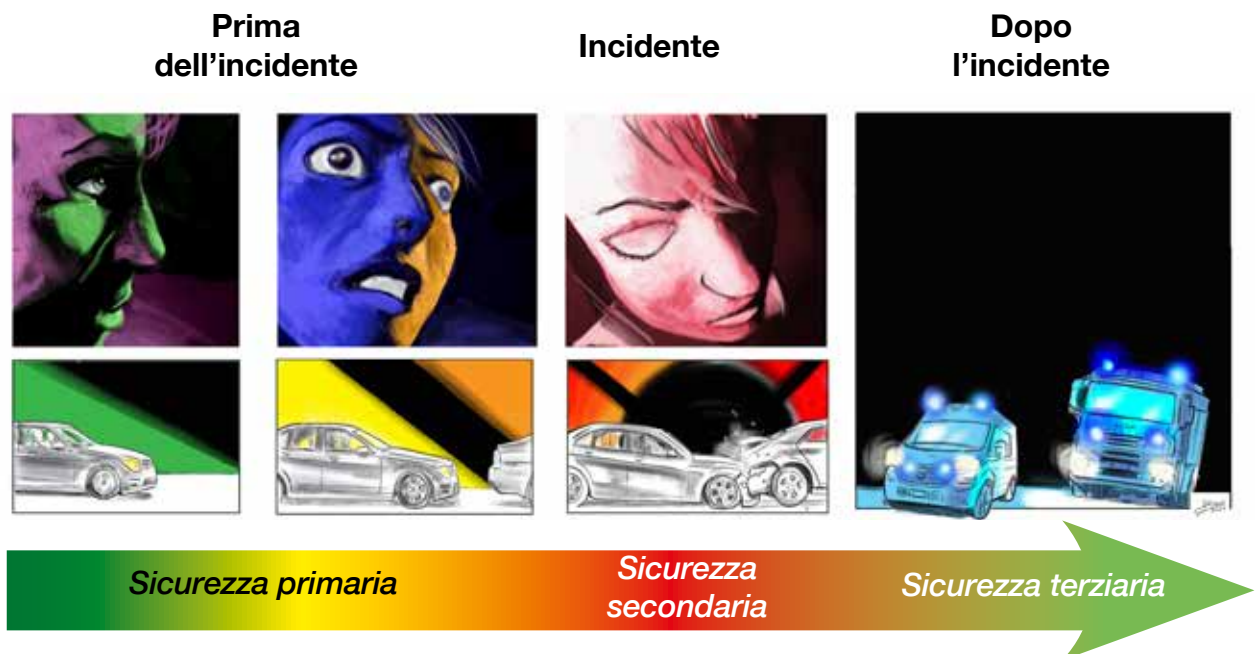 Prima
dell'incidente
Incidente
Dopo
l'incidente
Sicurezza primaria
Sicurezza
secondaria
Sicurezza terziaria